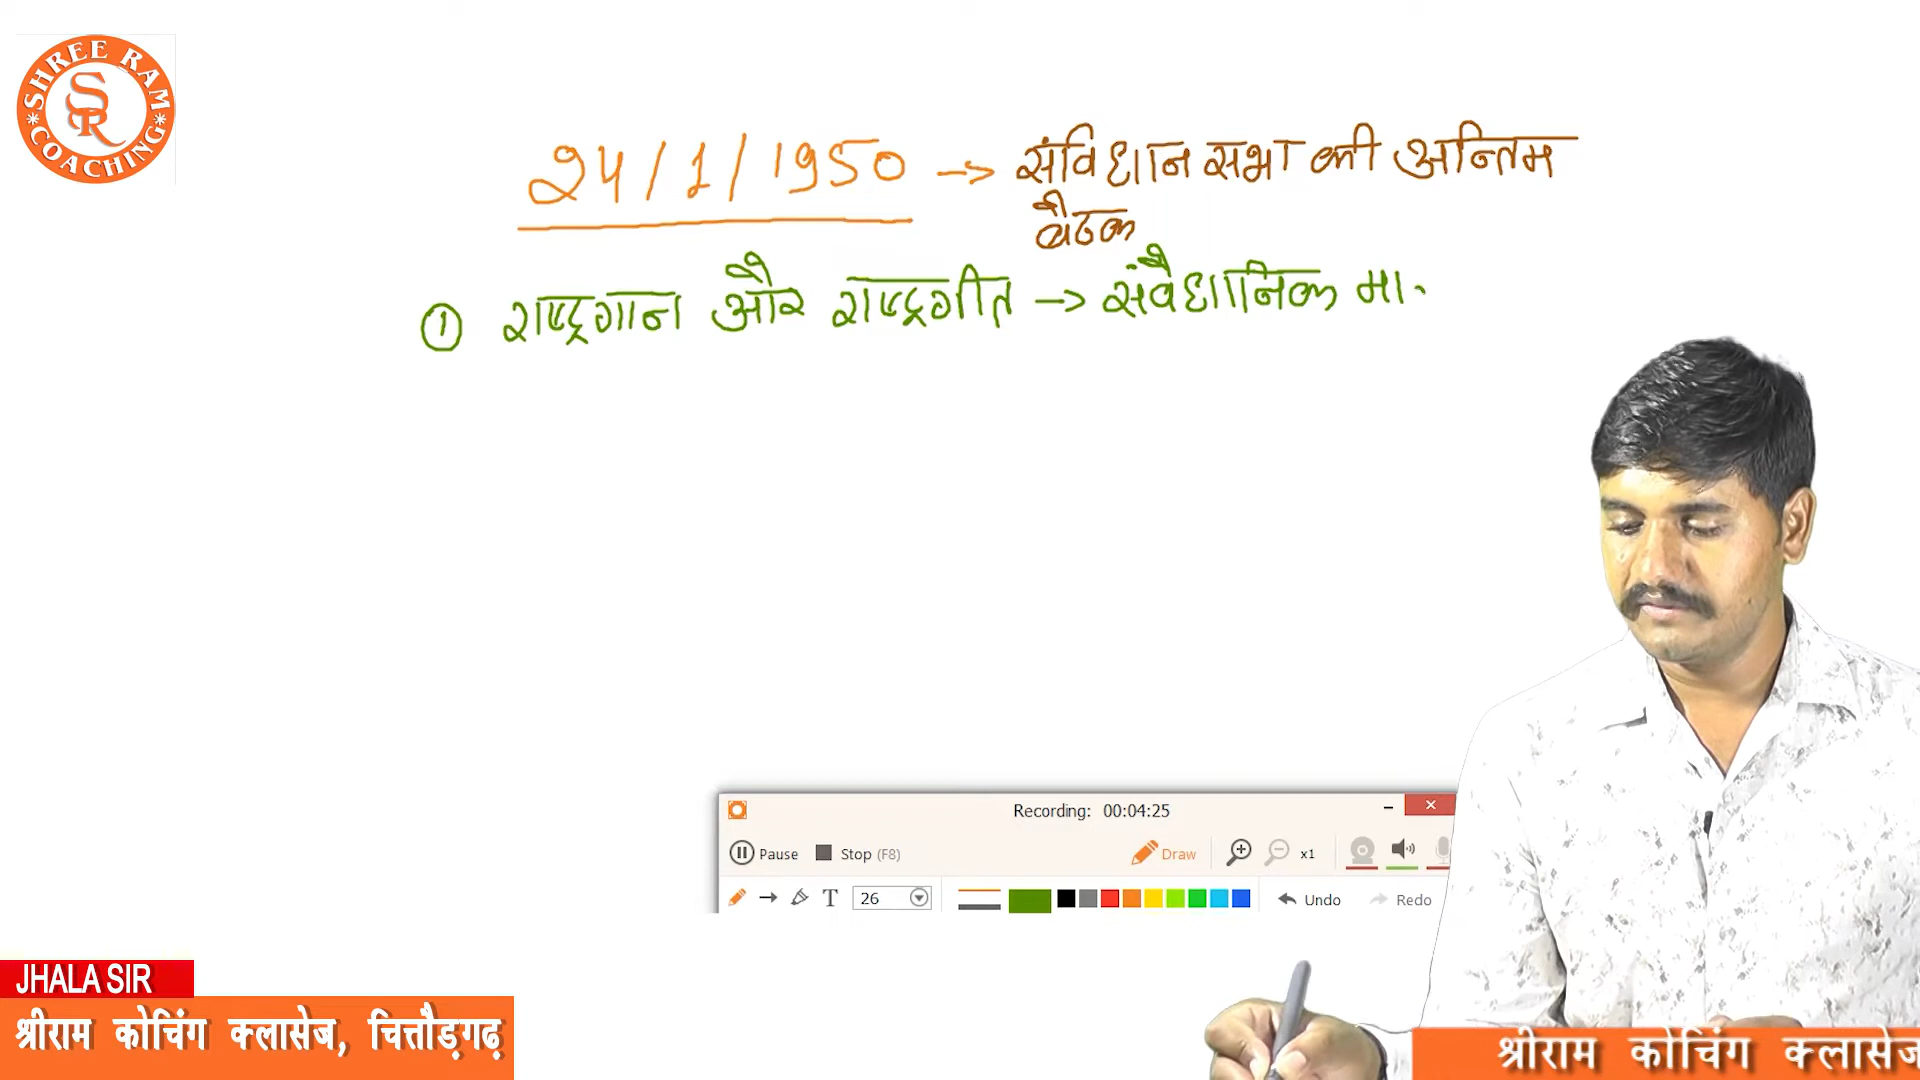 SHREE RAM
SR
COACHING
24/1/1950 → संविधान सभा की अन्तिम
बैठक
① राष्ट्रगान और राष्ट्रगीत → संवैधानिक मा.
Recording: 00:04:25
Pause Stop (F8) Draw x1
T 26 Undo Redo
JHALA SIR
श्रीराम कोचिंग क्लासेज, चित्तौड़गढ़
श्रीराम कोचिंग क्लासेज